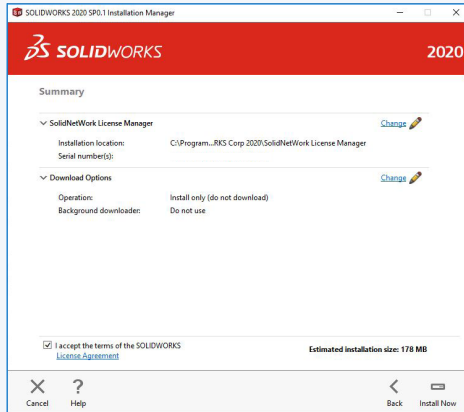 SOLIDWORKS 2020 SP0.1 Installation Manager
SOLIDWORKS 2020
Summary
SolidNetWork License Manager Change
Installation location: C:\Program...RKS Corp 2020\SolidNetWork License Manager
Serial number(s):
Download Options Change
Operation: Install only (do not download)
Background downloader: Do not use
I accept the terms of the SOLIDWORKS
License Agreement
Estimated installation size: 178 MB
Cancel Help Back Install Now